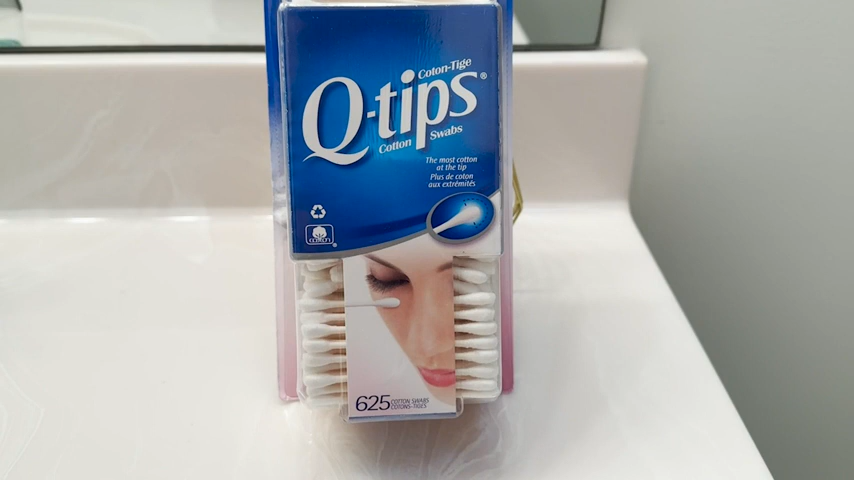 Coton-Tige
Q-tips®
Cotton Swabs
The most cotton
at the tip
Plus de coton
aux extrémités
COTTON
®
625 COTTON SWABS
COTONS-TIGES